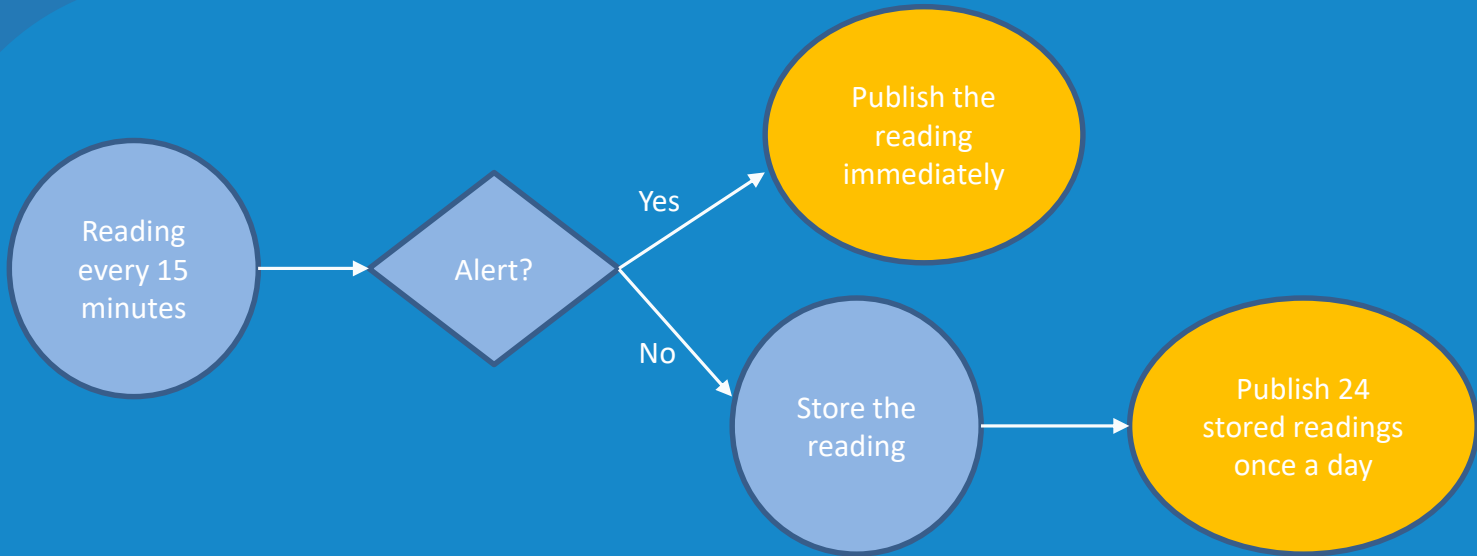 Reading
every 15
minutes
Alert?
Yes
Publish the
reading
immediately
No
Store the
reading
Publish 24
stored readings
once a day